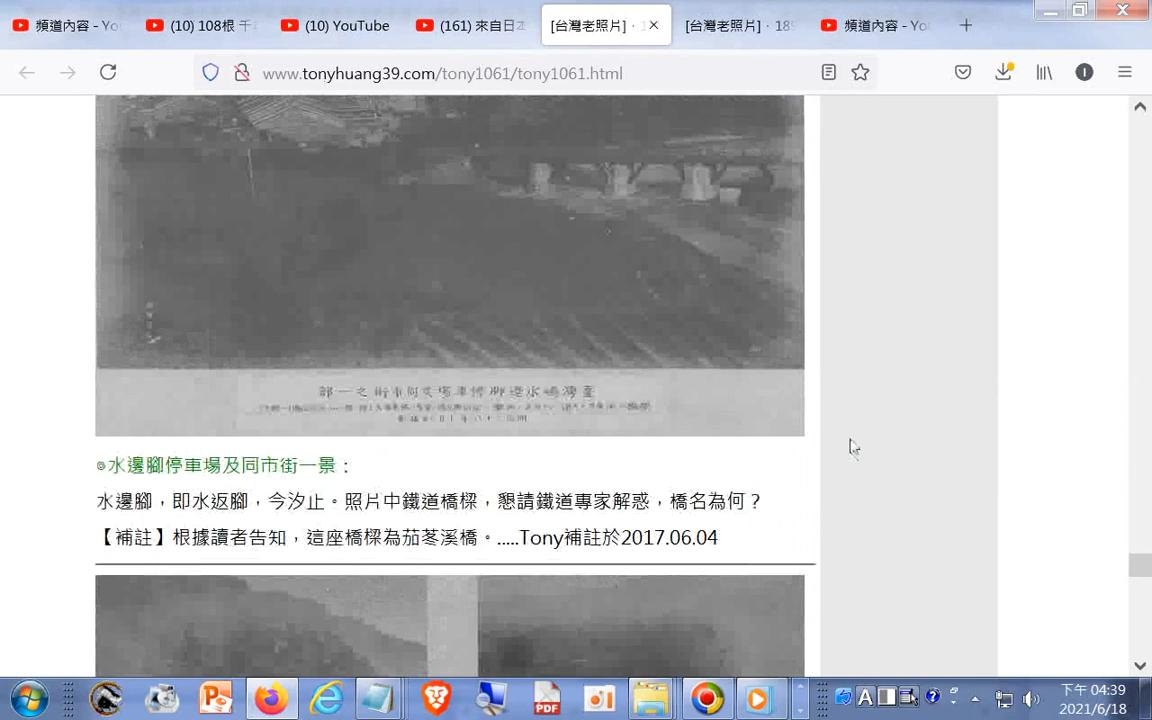 頻道內容 - Yo
(10) 108根 千
(10) YouTube
(161) 來自日本
[台灣老照片] · 1
[台灣老照片] · 189
頻道內容 - You
www.tonyhuang39.com/tony1061/tony1061.html
臺灣鐵水邊腳停車場及同市街之一部
水邊腳停車場及同市街一景：
水邊腳，即水返腳，今汐止。照片中鐵道橋樑，懇請鐵道專家解惑，橋名為何？
【補註】根據讀者告知，這座橋樑為茄苳溪橋。.....Tony補註於2017.06.04
PDF
下午 04:39
2021/6/18